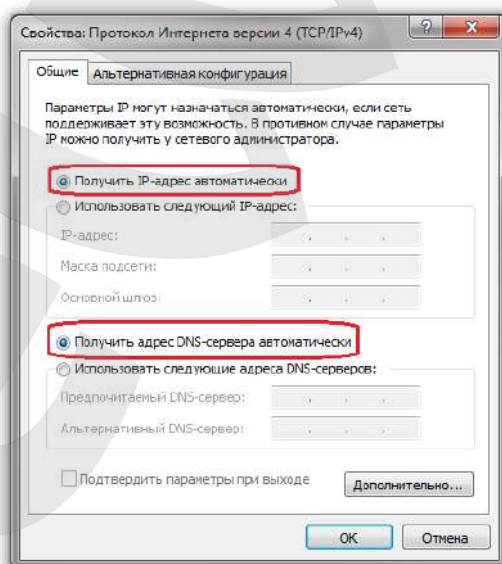 Свойства: Протокол Интернета версии 4 (TCP/IPv4)
Общие Альтернативная конфигурация
Параметры IP могут назначаться автоматически, если сеть
поддерживает эту возможность. В противном случае параметры
IP можно получить у сетевого администратора.
Получить IP-адрес автоматически
Использовать следующий IP-адрес:
IP-адрес:
Маска подсети:
Основной шлюз:
Получить адрес DNS-сервера автоматически
Использовать следующие адреса DNS-серверов:
Предпочитаемый DNS-сервер:
Альтернативный DNS-сервер:
Подтвердить параметры при выходе
Дополнительно...
OK Отмена